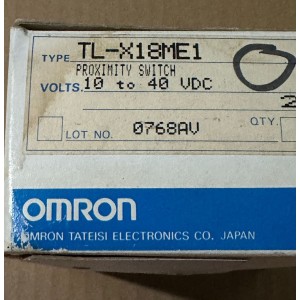 TYPE TL-X18ME1
PROXIMITY SWITCH
VOLTS. 10 to 40 VDC
2
LOT NO. 0768AV QTY.
OMRON
OMRON TATEISI ELECTRONICS CO. JAPAN